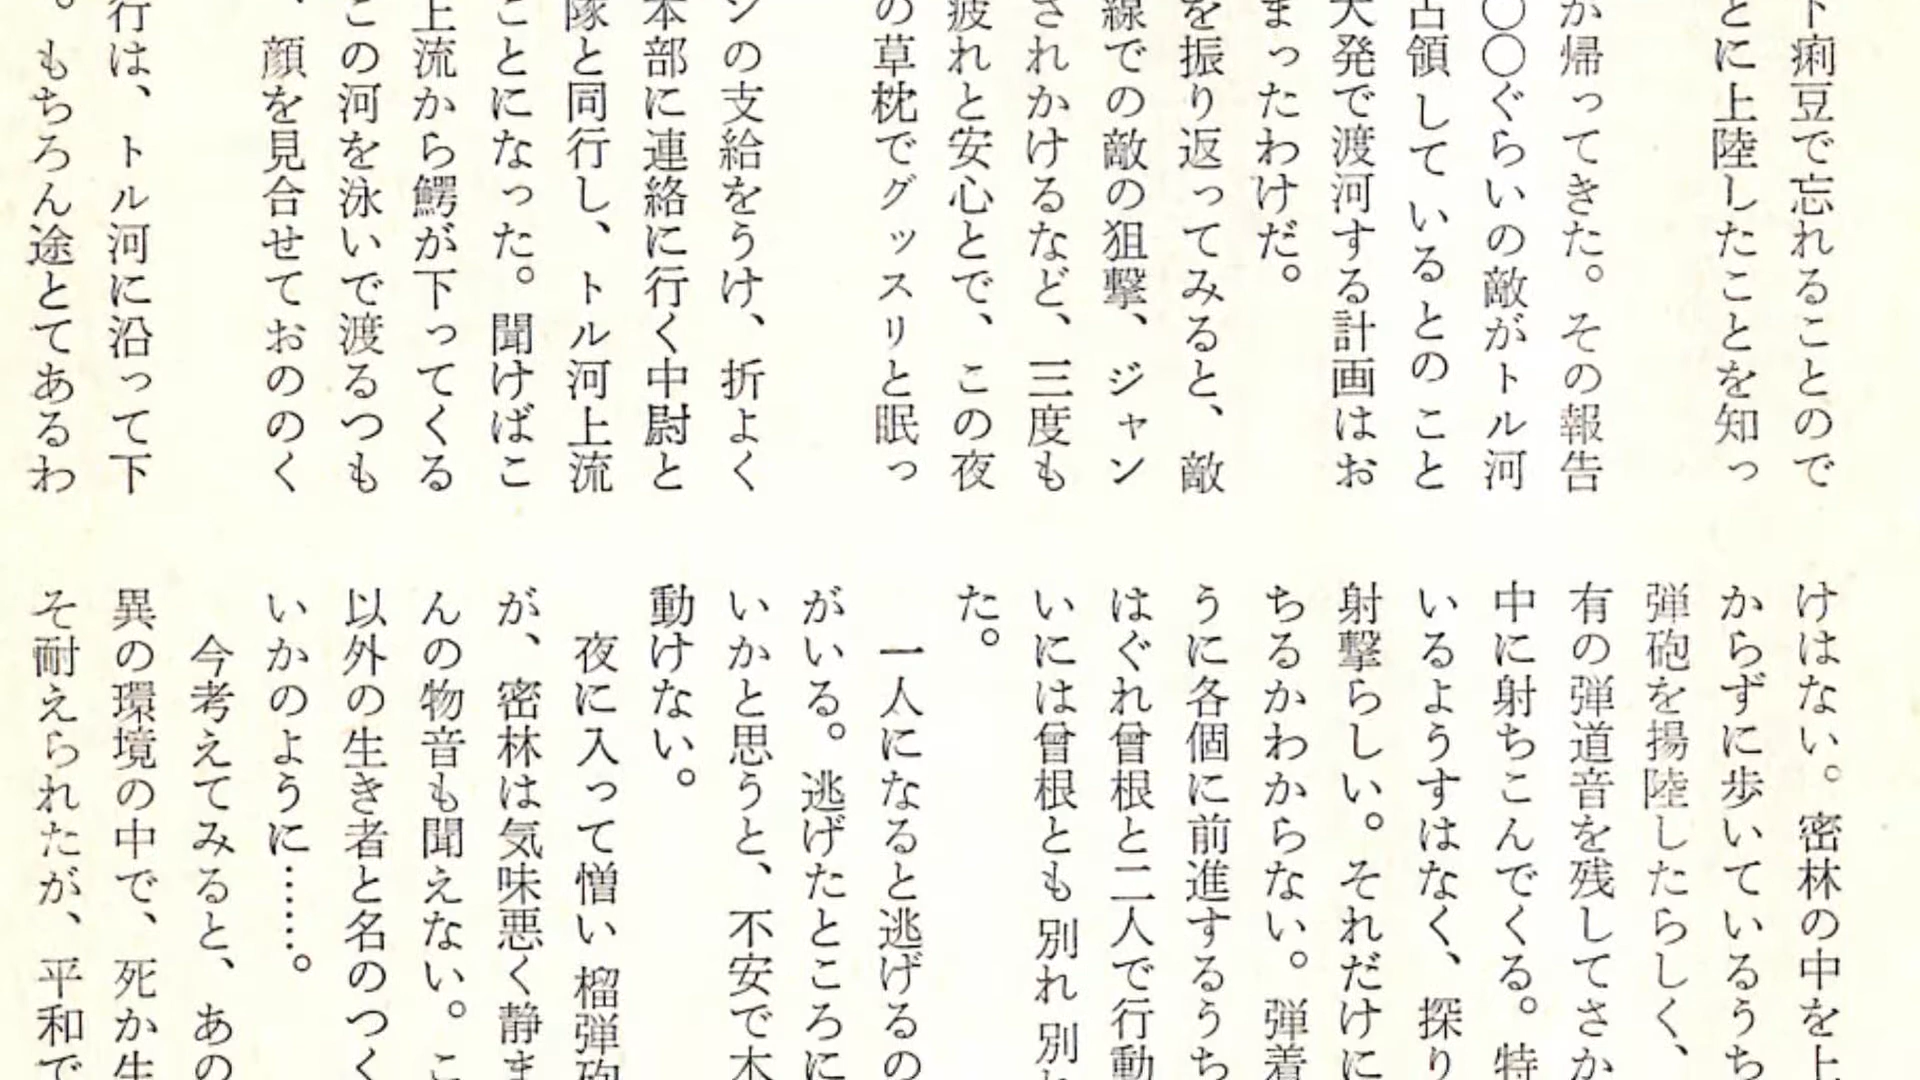 下痢豆で忘れることので
とに上陸したことを知っ
か帰ってきた。その報告
〇〇ぐらいの敵がトル河
占領しているとのこと
大発で渡河する計画はお
まったわけだ。
を振り返ってみると、敵
線での敵の狙撃、ジャン
されかけるなど、三度も
疲れと安心とで、この夜
の草枕でグッスリと眠っ
ンの支給をうけ、折よく
本部に連絡に行く中尉と
隊と同行し、トル河上流
ことになった。聞けばこ
上流から鰐が下ってくる
この河を泳いで渡るつも
、顔を見合せておののく
行は、トル河に沿って下
。もちろん途とてあるわ
けはない。密林の中を上
からずに歩いているうち
弾砲を揚陸したらしく、
有の弾道音を残してさか
中に射ちこんでくる。特
いるようすはなく、探り
射撃らしい。それだけに
ちるかわからない。弾着
うに各個に前進するうち
はぐれ曾根と二人で行動
いには曾根とも別れ別れ
た。
一人になると逃げるの
がいる。逃げたところに
いかと思うと、不安で木
動けない。
夜に入って憎い榴弾砲
が、密林は気味悪く静ま
んの物音も聞えない。こ
以外の生き者と名のつく
いかのように……。
今考えてみると、あの
異の環境の中で、死か生
そ耐えられたが、平和で